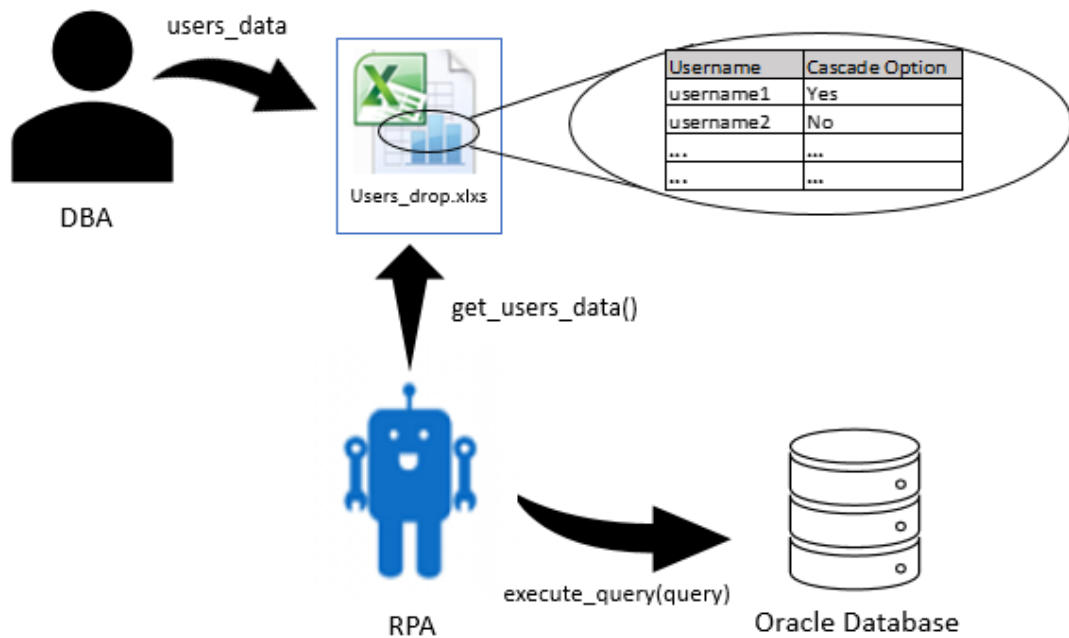 users_data
DBA
Users_drop.xlxs
Username Cascade Option
username1 Yes
username2 No
... ...
... ...
get_users_data()
RPA
execute_query(query)
Oracle Database